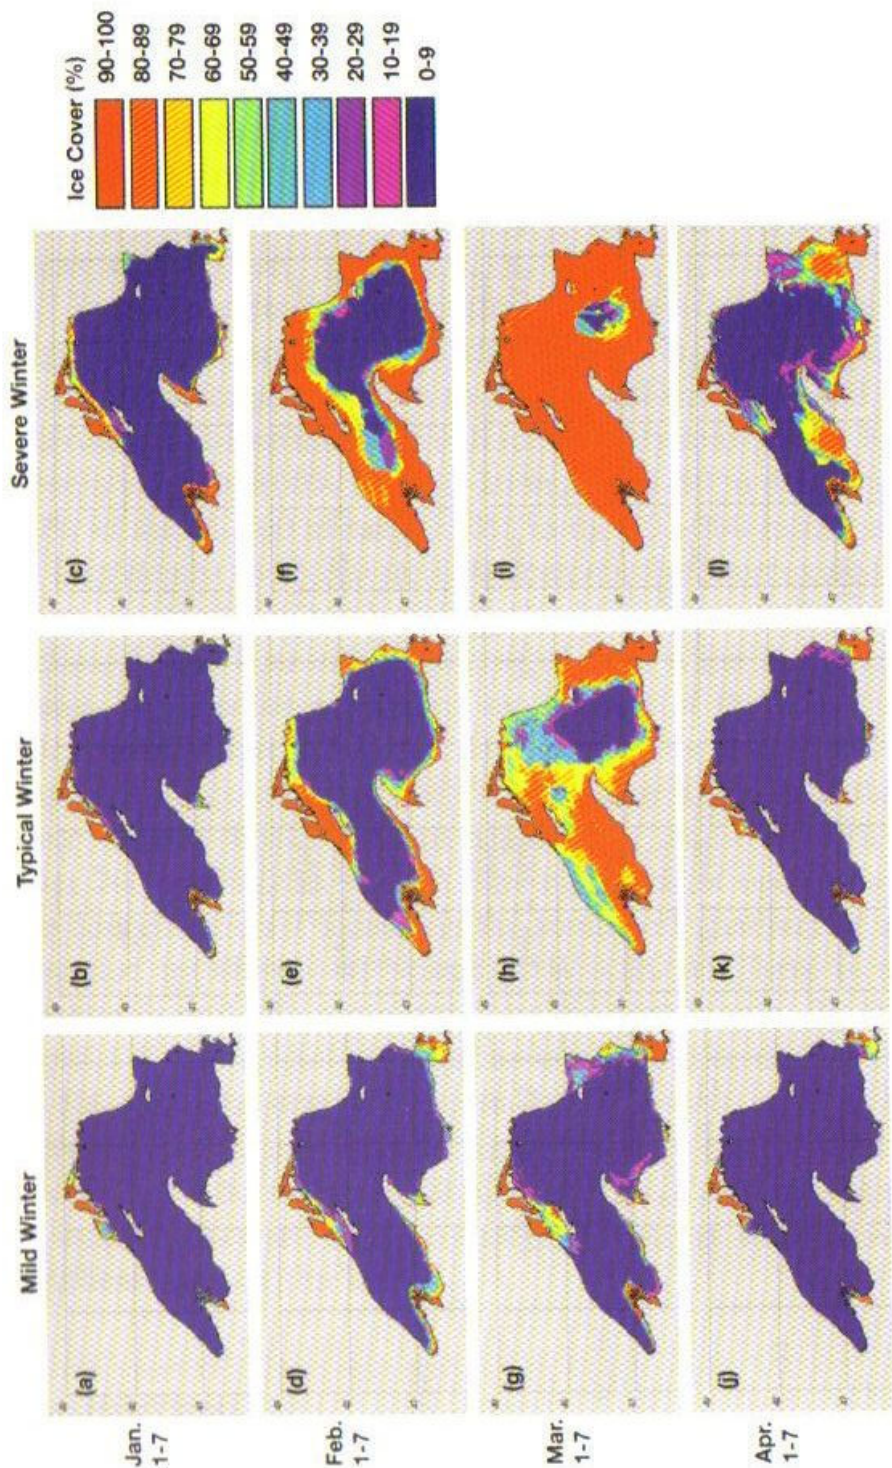 Mild Winter
Typical Winter
Severe Winter
Ice Cover (%)
90-100
80-89
70-79
60-69
50-59
40-49
30-39
20-29
10-19
0-9
Jan.
1-7
(a)
(b)
(c)
Feb.
1-7
(d)
(e)
(f)
Mar.
1-7
(g)
(h)
(i)
Apr.
1-7
(j)
(k)
(l)